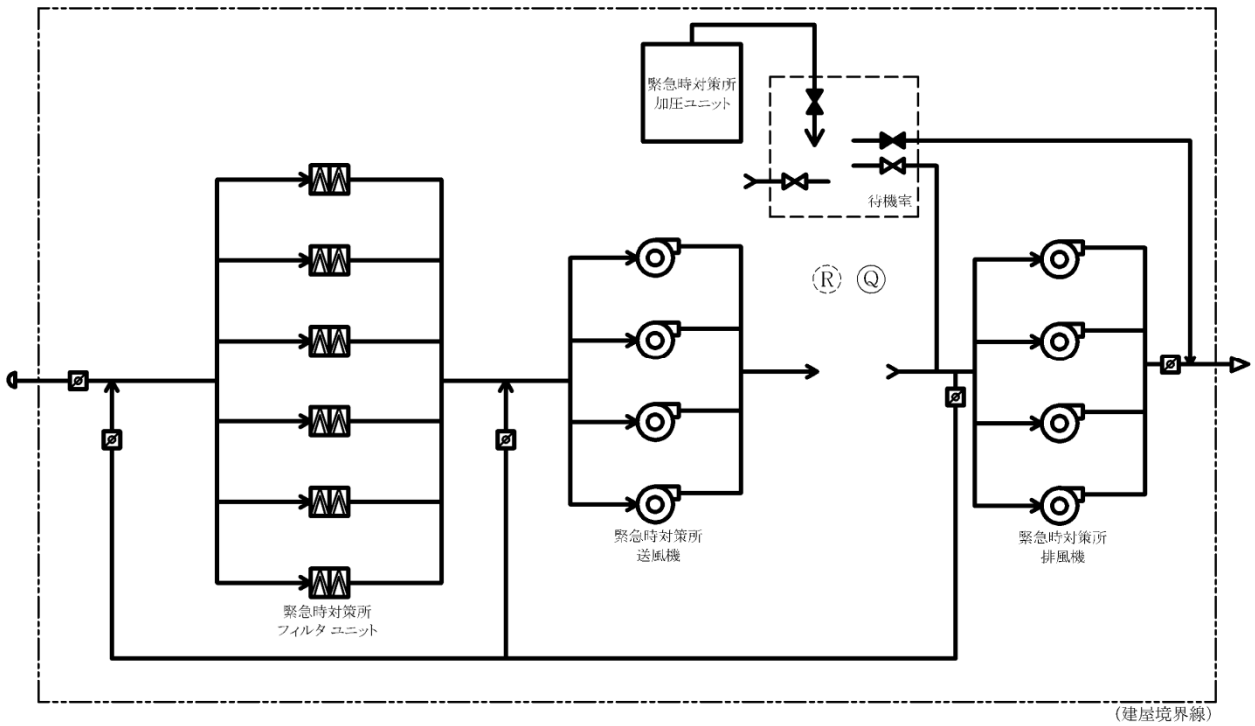 緊急時対策所
加圧ユニット
待機室
R Q
緊急時対策所
送風機
緊急時対策所
排風機
緊急時対策所
フィルタユニット
(建屋境界線)